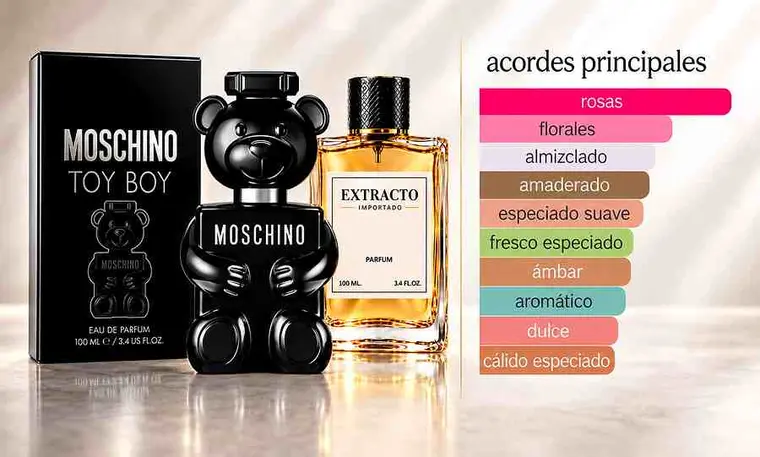 MOSCHINO
TOY BOY
MOSCHINO
EAU DE PARFUM
100 ML ℮ / 3.4 US FL.OZ.
MOSCHINO
EXTRACTO
IMPORTADO
PARFUM
100 ML. 3.4 FL.OZ.
acordes principales
rosas
florales
almizclado
amaderado
especiado suave
fresco especiado
ámbar
aromático
dulce
cálido especiado